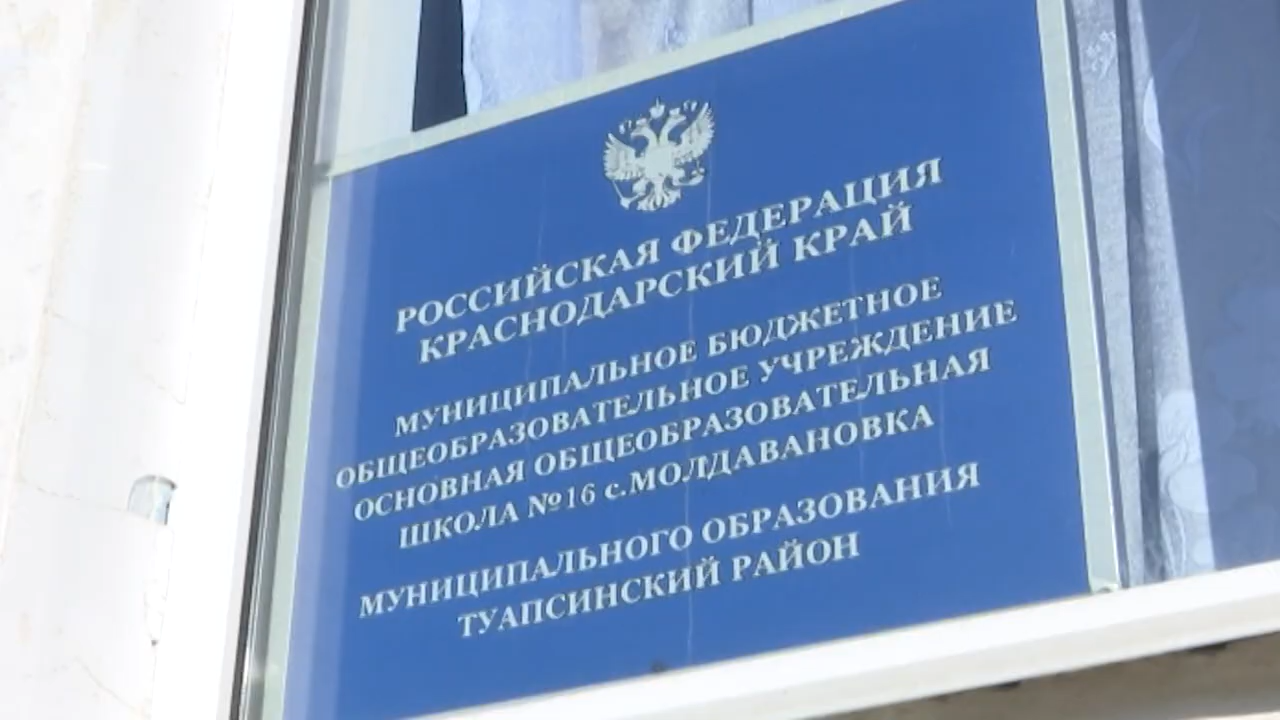 РОССИЙСКАЯ ФЕДЕРАЦИЯ
КРАСНОДАРСКИЙ КРАЙ
МУНИЦИПАЛЬНОЕ БЮДЖЕТНОЕ
ОБЩЕОБРАЗОВАТЕЛЬНОЕ УЧРЕЖДЕНИЕ
ОСНОВНАЯ ОБЩЕОБРАЗОВАТЕЛЬНАЯ
ШКОЛА №16 с.МОЛДАВАНОВКА
МУНИЦИПАЛЬНОГО ОБРАЗОВАНИЯ
ТУАПСИНСКИЙ РАЙОН